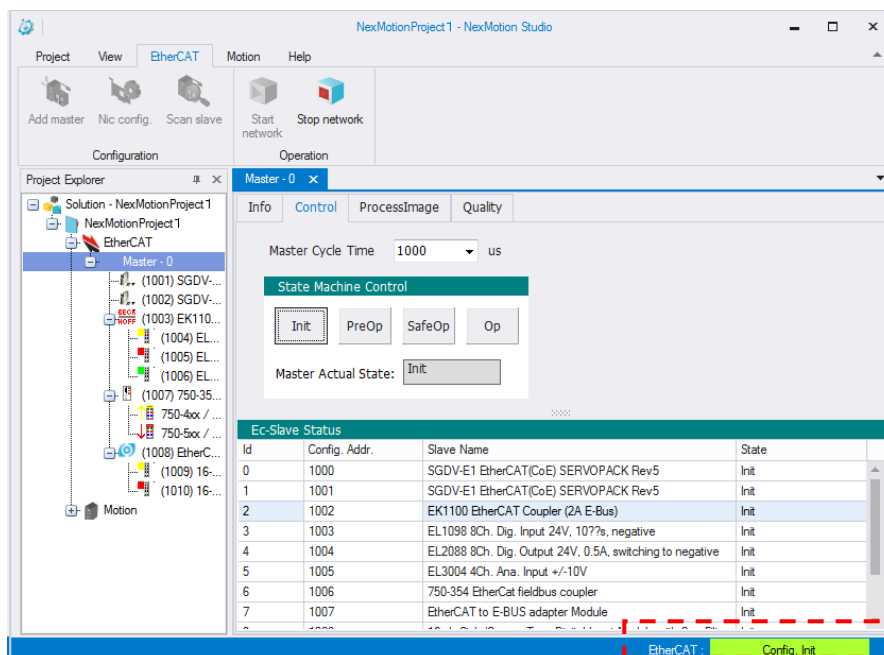 NexMotionProject1 - NexMotion Studio
Project View EtherCAT Motion Help
Add master Nic config. Scan slave Start network Stop network
Configuration Operation
Project Explorer
Solution - NexMotionProject1
NexMotionProject1
EtherCAT
Master - 0
(1001) SGDV-...
(1002) SGDV-...
BECK HOFF (1003) EK110...
(1004) EL...
(1005) EL...
(1006) EL...
(1007) 750-35...
750-4xx / ...
750-5xx / ...
(1008) EtherC...
(1009) 16-...
(1010) 16-...
Motion
Master - 0
Info Control ProcessImage Quality
Master Cycle Time 1000 us
State Machine Control
Init PreOp SafeOp Op
Master Actual State: Init
Ec-Slave Status
Id Config. Addr. Slave Name State
0 1000 SGDV-E1 EtherCAT(CoE) SERVOPACK Rev5 Init
1 1001 SGDV-E1 EtherCAT(CoE) SERVOPACK Rev5 Init
2 1002 EK1100 EtherCAT Coupler (2A E-Bus) Init
3 1003 EL1098 8Ch. Dig. Input 24V, 10??s, negative Init
4 1004 EL2088 8Ch. Dig. Output 24V, 0.5A, switching to negative Init
5 1005 EL3004 4Ch. Ana. Input +/-10V Init
6 1006 750-354 EtherCat fieldbus coupler Init
7 1007 EtherCAT to E-BUS adapter Module Init
EtherCAT : Config. Init